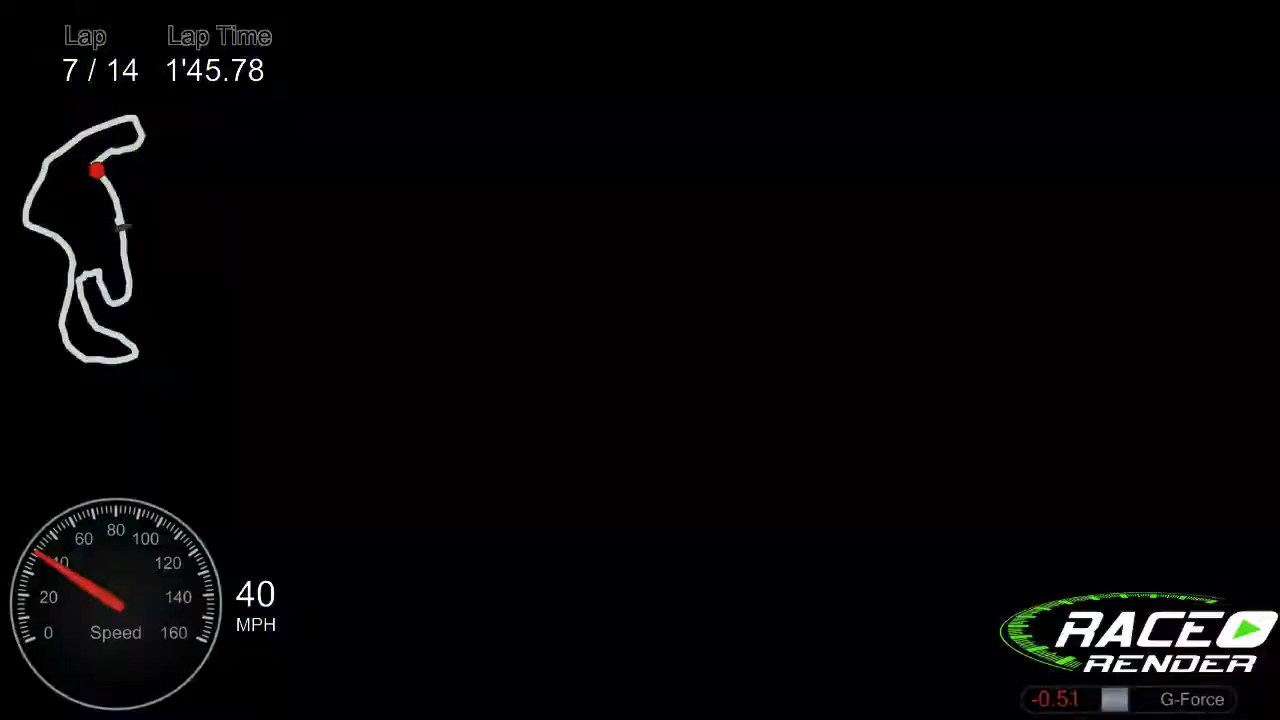 Lap Lap Time
7 / 14 1'45.78
80
60 100
40 120
20 140
0 Speed 160
40
MPH
RACE
RENDER
-0.51 G-Force